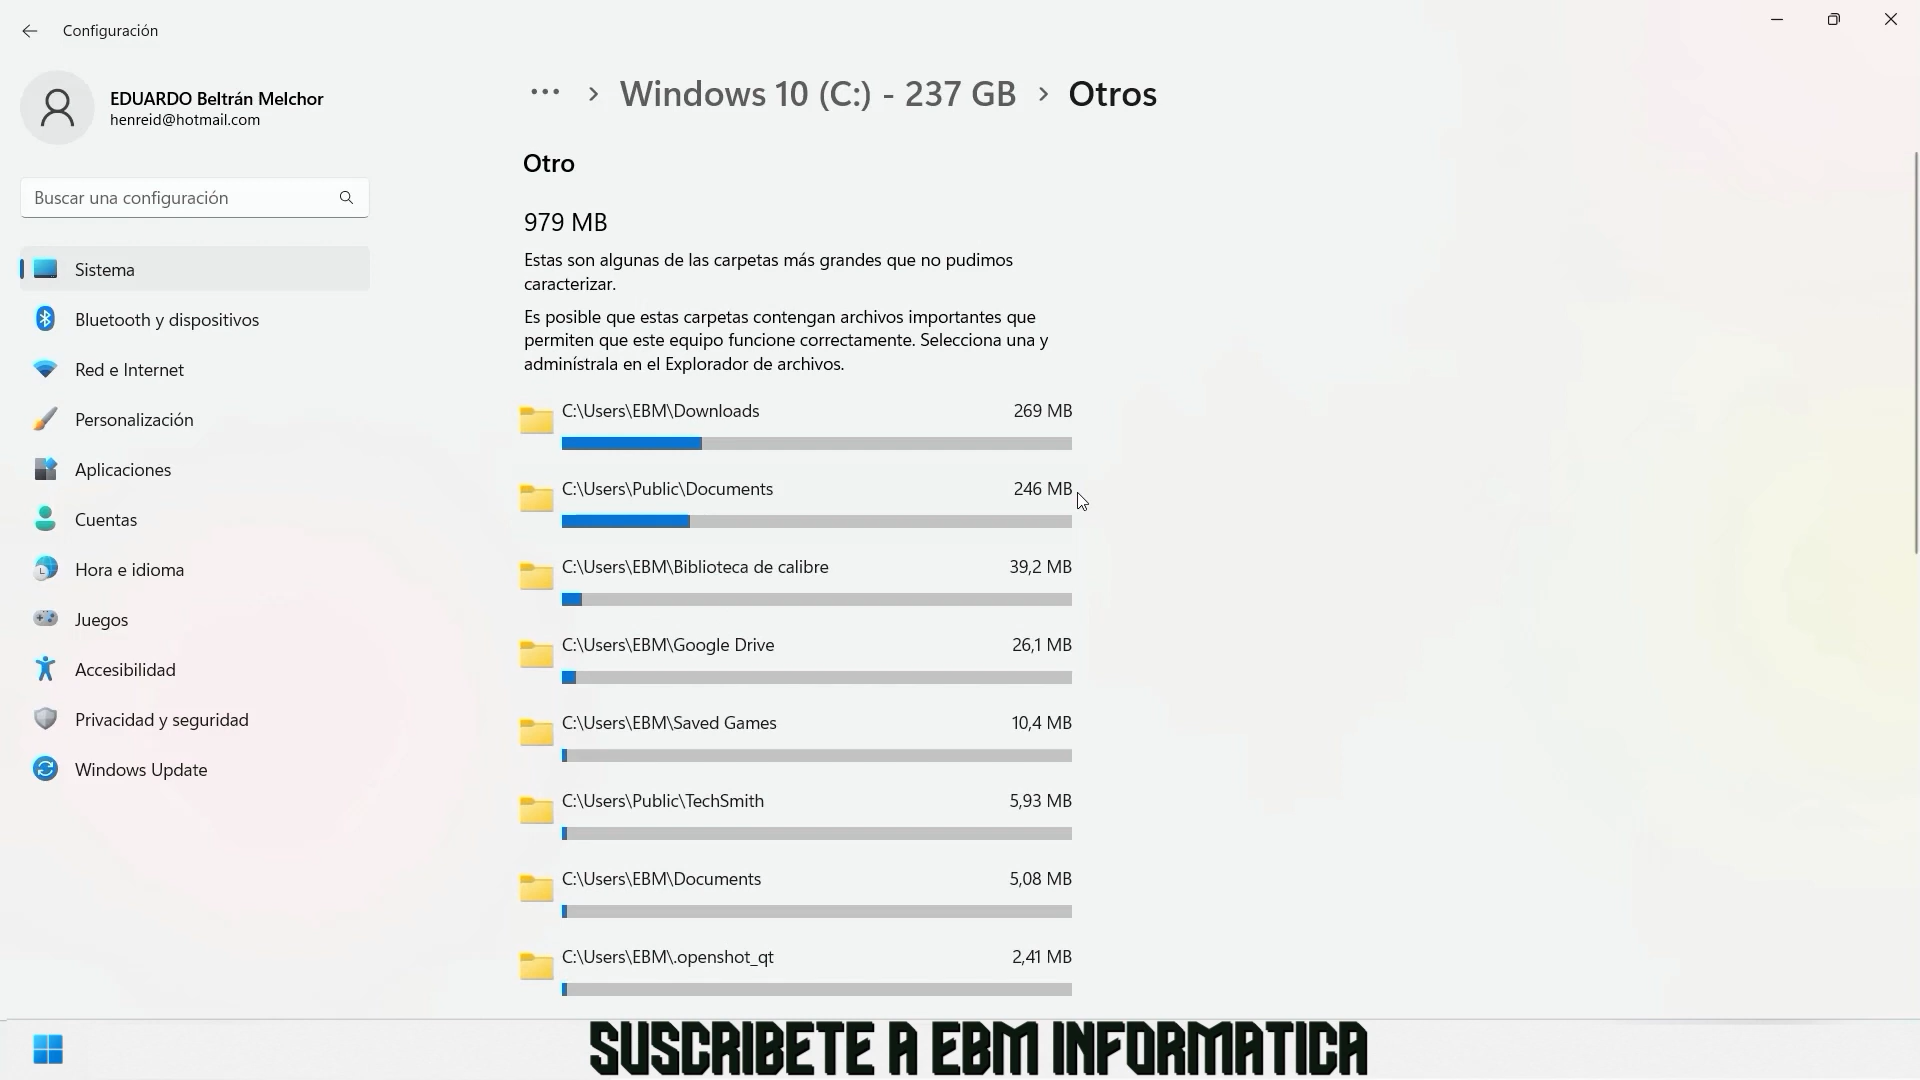 Configuración
EDUARDO Beltrán Melchor
henreid@hotmail.com
Buscar una configuración
Sistema
Bluetooth y dispositivos
Red e Internet
Personalización
Aplicaciones
Cuentas
Hora e idioma
Juegos
Accesibilidad
Privacidad y seguridad
Windows Update
… > Windows 10 (C:) - 237 GB > Otros
Otro
979 MB
Estas son algunas de las carpetas más grandes que no pudimos
caracterizar.
Es posible que estas carpetas contengan archivos importantes que
permiten que este equipo funcione correctamente. Selecciona una y
adminístrala en el Explorador de archivos.
C:\Users\EBM\Downloads 269 MB
C:\Users\Public\Documents 246 MB
C:\Users\EBM\Biblioteca de calibre 39,2 MB
C:\Users\EBM\Google Drive 26,1 MB
C:\Users\EBM\Saved Games 10,4 MB
C:\Users\Public\TechSmith 5,93 MB
C:\Users\EBM\Documents 5,08 MB
C:\Users\EBM\.openshot_qt 2,41 MB
SUSCRIBETE A EBM INFORMATICA